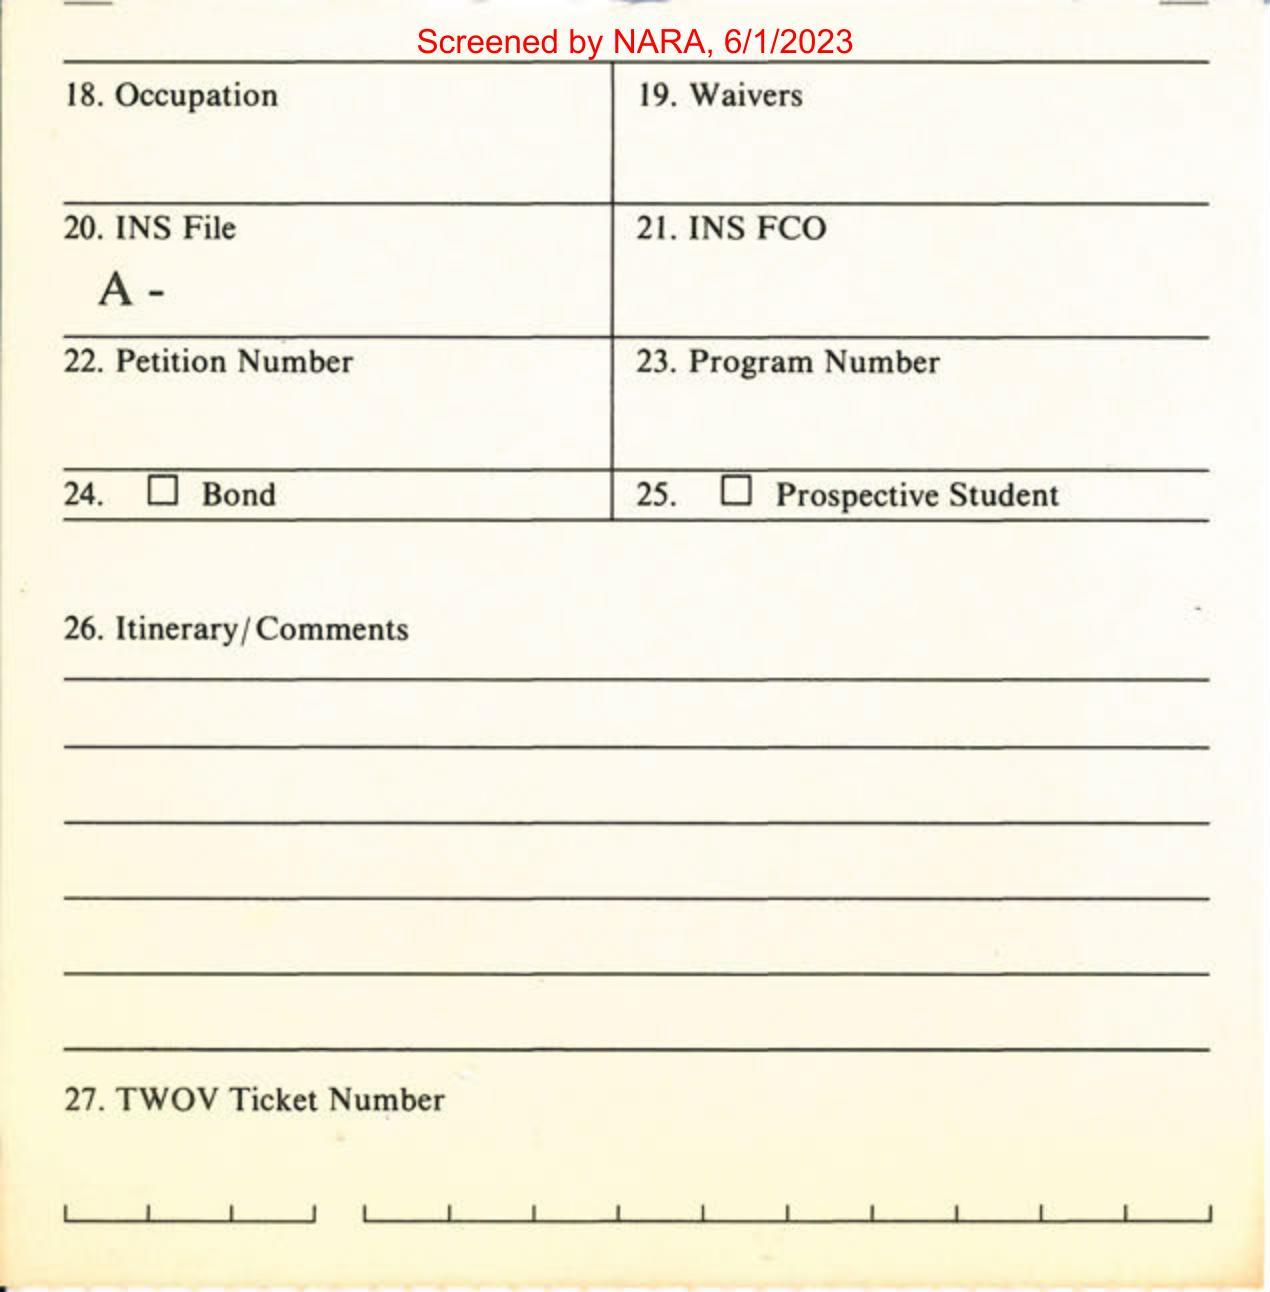 Screened by NARA, 6/1/2023
18. Occupation
19. Waivers
20. INS File
A -
21. INS FCO
22. Petition Number
23. Program Number
24. Bond
25. Prospective Student
26. Itinerary/Comments
27. TWOV Ticket Number